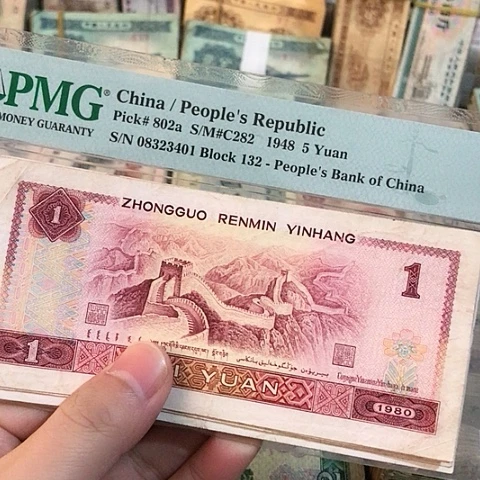 PMG®
MONEY GUARANTY
China / People's Republic
Pick# 802a S/M#C282 1948 5 Yuan
S/N 08323401 Block 132 - People's Bank of China
ZHONGGUO RENMIN YINHANG
1
1
1
YI YUAN
1980